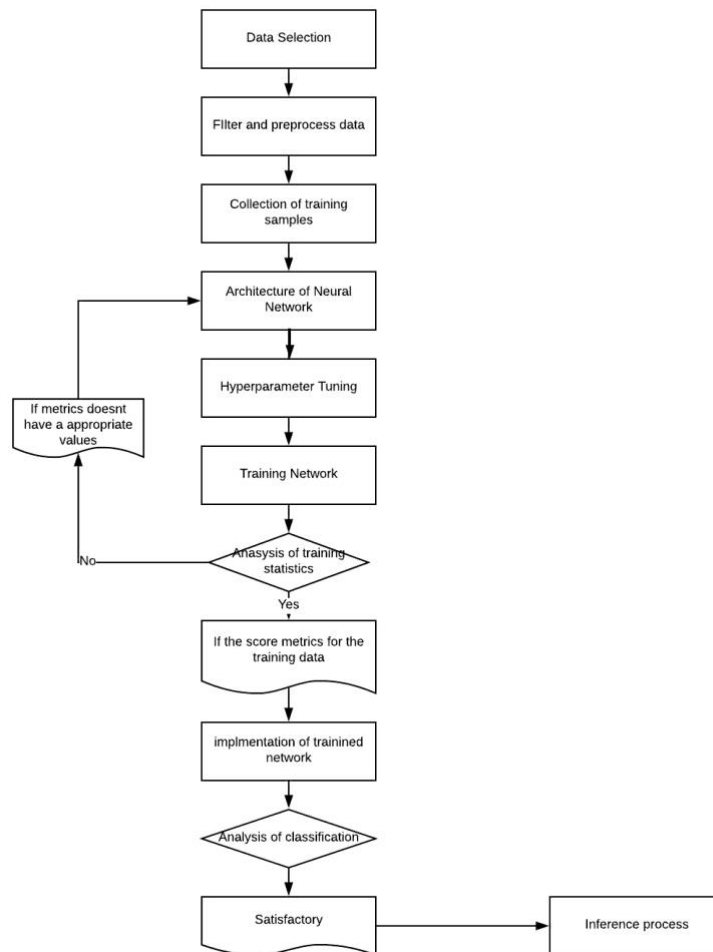 Data Selection
FIlter and preprocess data
Collection of training
samples
Architecture of Neural
Network
Hyperparameter Tuning
If metrics doesnt
have a appropriate
values
Training Network
Anasysis of training
statistics
No
Yes
If the score metrics for the
training data
implmentation of trainined
network
Analysis of classification
Satisfactory
Inference process